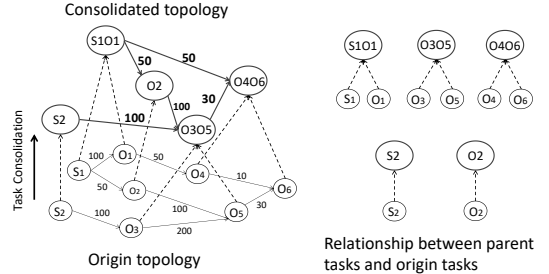 Consolidated topology
S1O1
50
50
O2
O4O6
100
30
S2
100
O3O5
Task Consolidation
100
O1
50
S1
O4
10
50
O2
O6
S2
100
100
O5
30
O3
200
Origin topology
S1O1
O3O5
O4O6
S1
O1
O3
O5
O4
O6
S2
O2
S2
O2
Relationship between parent
tasks and origin tasks